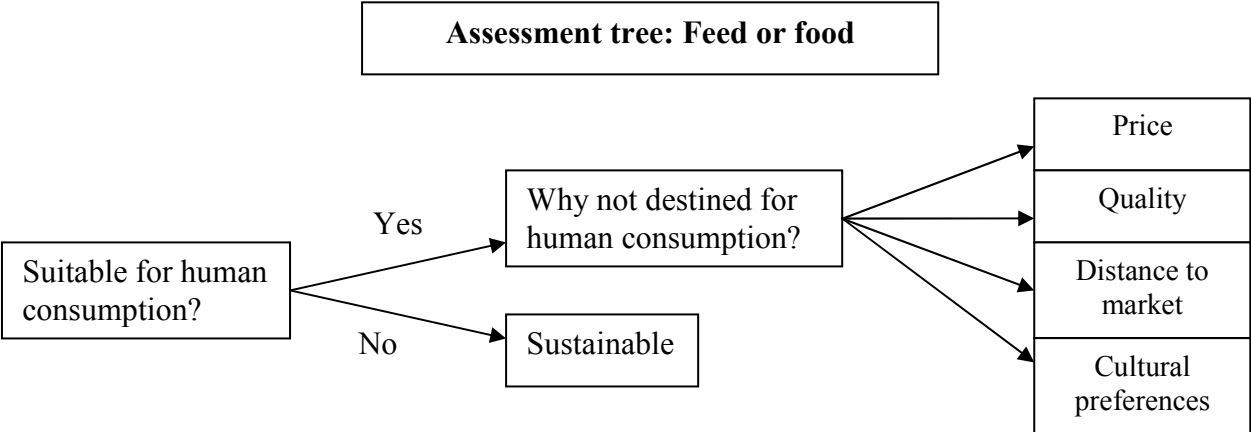 Assessment tree: Feed or food
Suitable for human
consumption?
Yes
No
Why not destined for
human consumption?
Sustainable
Price
Quality
Distance to
market
Cultural
preferences